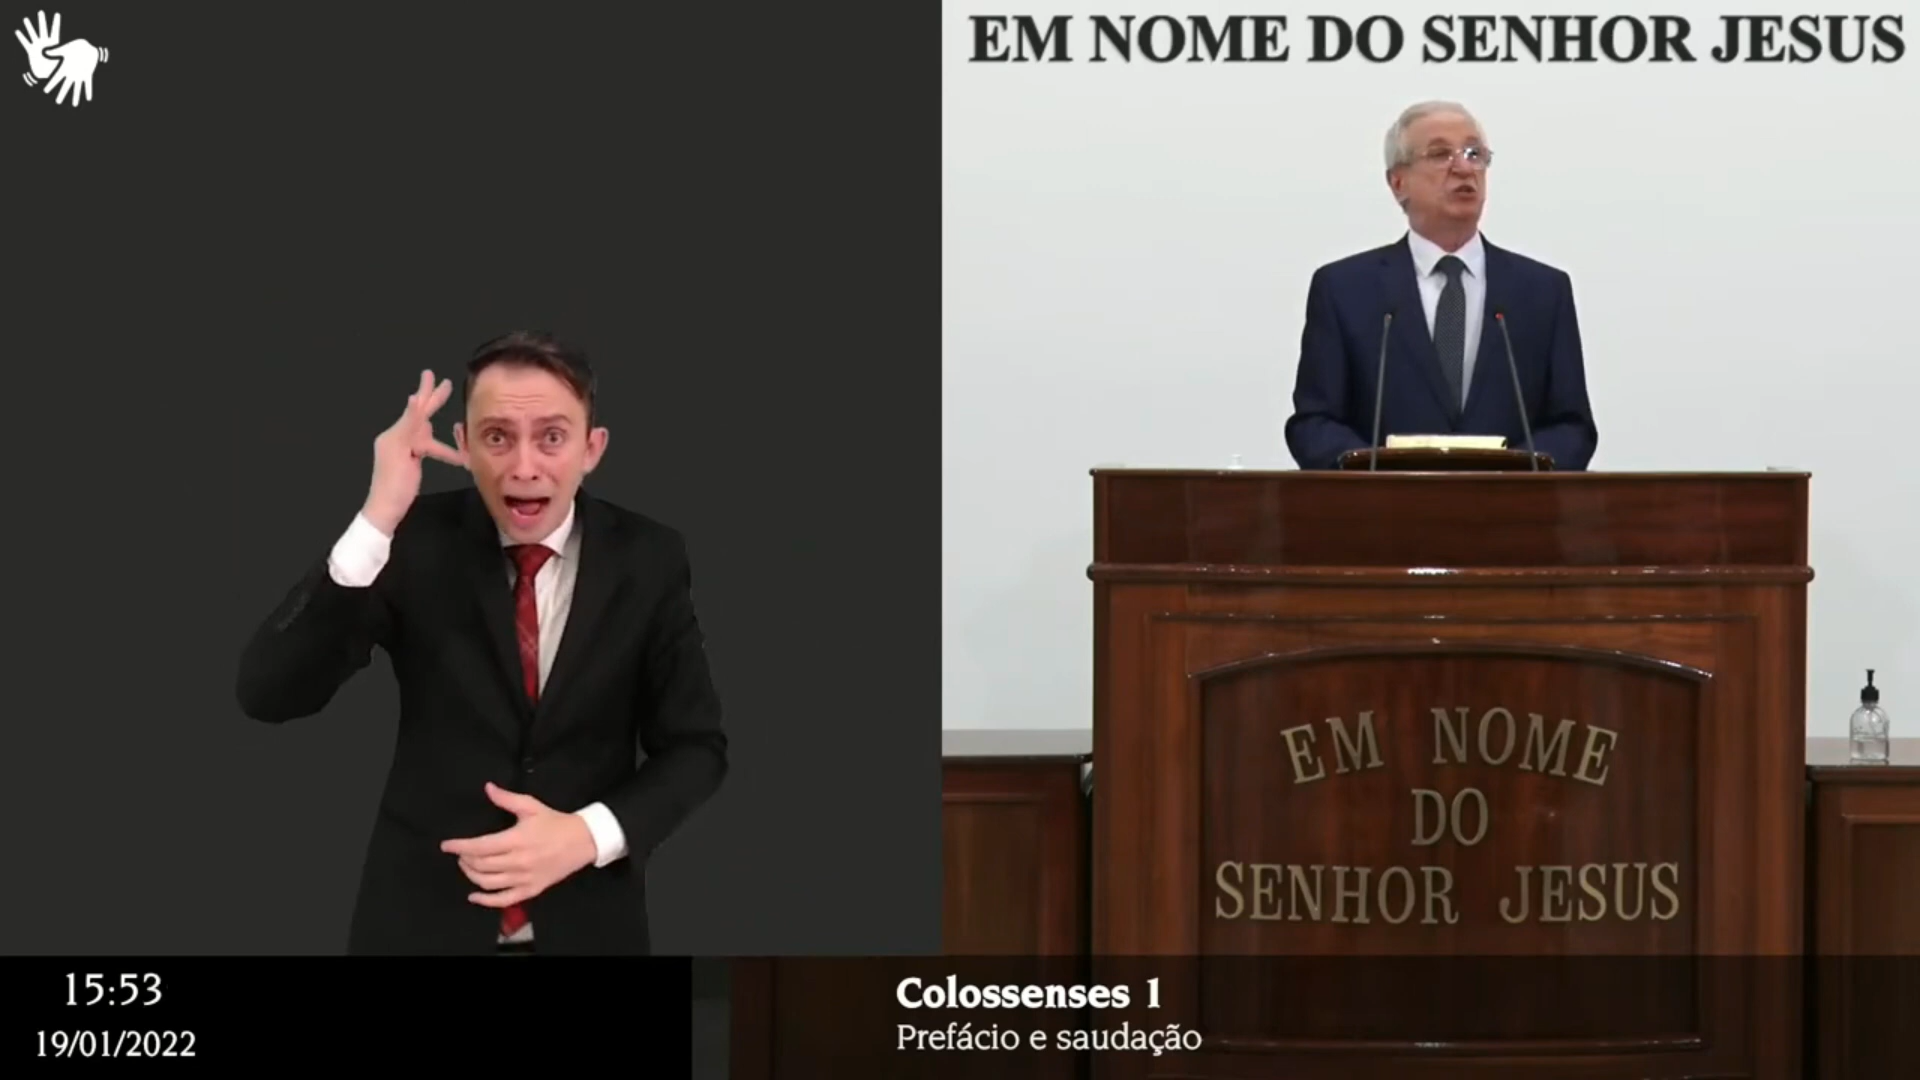 EM NOME DO SENHOR JESUS
EM NOME
DO
SENHOR JESUS
15:53
19/01/2022
Colossenses 1
Prefácio e saudação